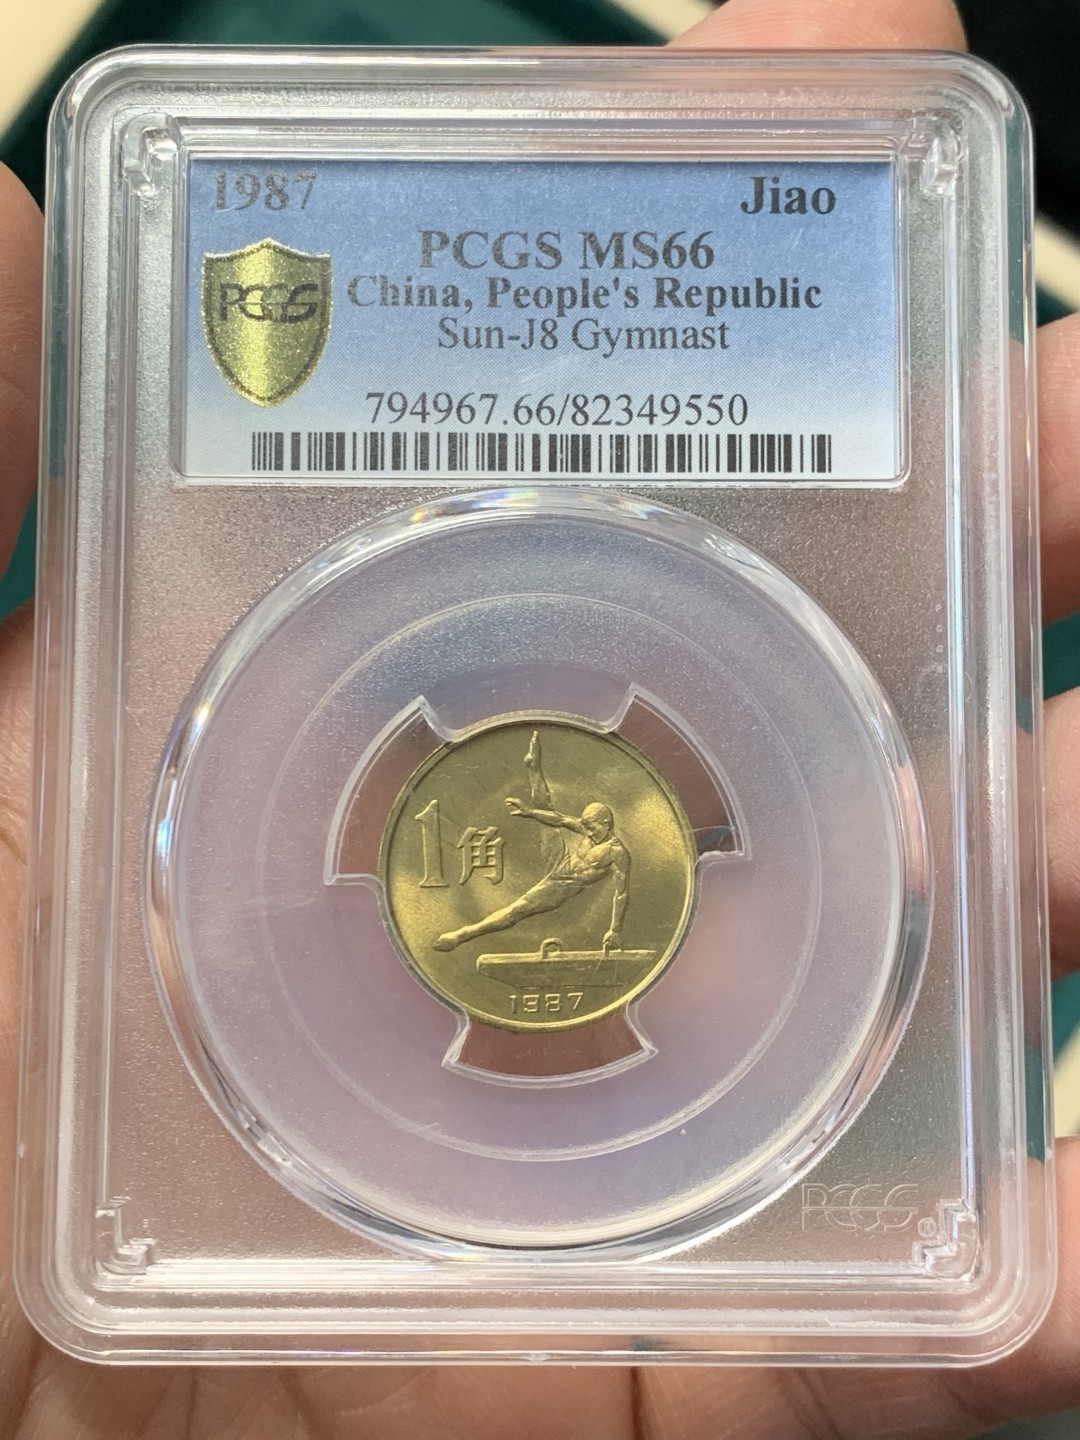 1987 Jiao
PCGS MS66
PCGS
China, People's Republic
Sun-J8 Gymnast
794967.66/82349550
1角
1987
PCGS